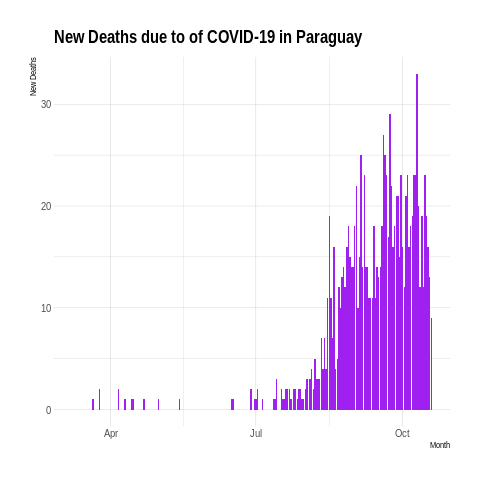 New Deaths due to of COVID-19 in Paraguay
New Deaths
30
20
10
0
Apr
Jul
Oct
Month